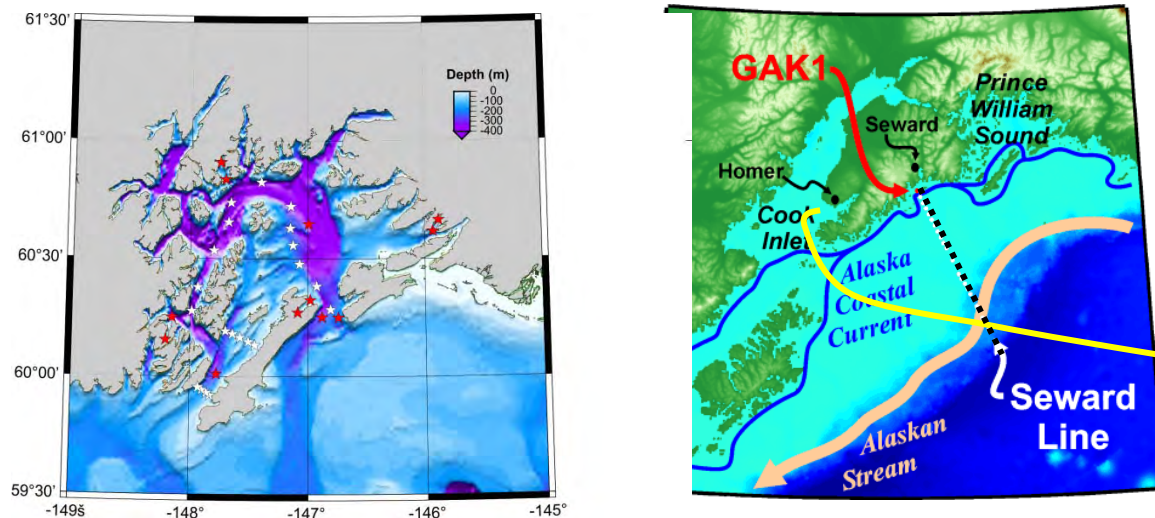 61°30'
61°00'
60°30'
60°00'
59°30'
-149s
-148°
-147°
-146°
-145°
Depth (m)
0
-100
-200
-300
-400
GAK1
Prince
William
Sound
Seward
Homer
Cook
Inlet
Alaska
Coastal
Current
Seward
Line
Alaskan
Stream